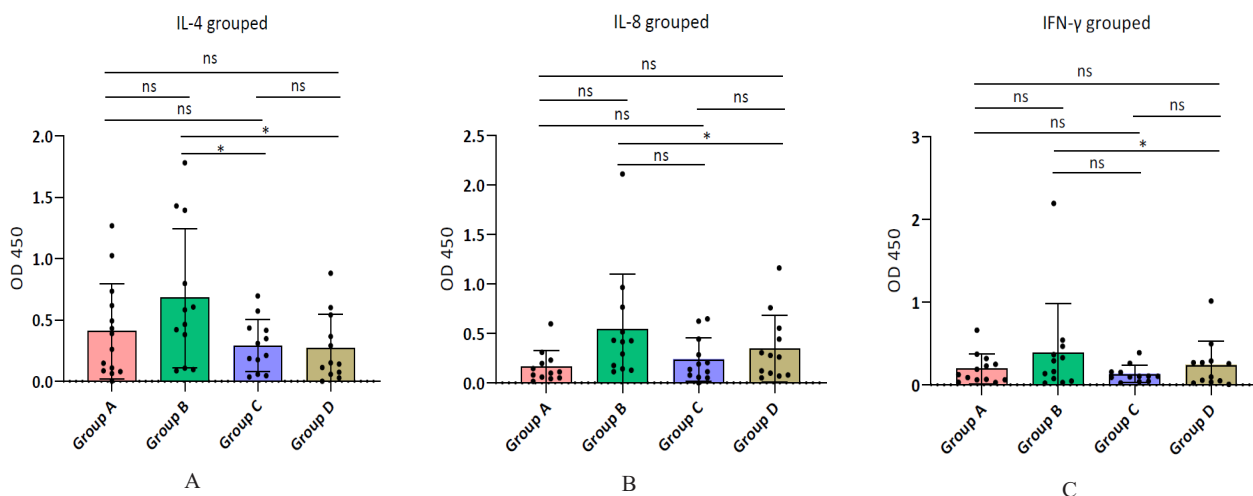 IL-4 grouped
ns
ns
ns
ns
*
*
OD 450
2.0
1.5
1.0
0.5
0.0
Group A
Group B
Group C
Group D
A
IL-8 grouped
ns
ns
ns
ns
*
ns
OD 450
2.5
2.0
1.5
1.0
0.5
0.0
Group A
Group B
Group C
Group D
B
IFN-γ grouped
ns
ns
ns
ns
*
ns
OD 450
3
2
1
0
Group A
Group B
Group C
Group D
C